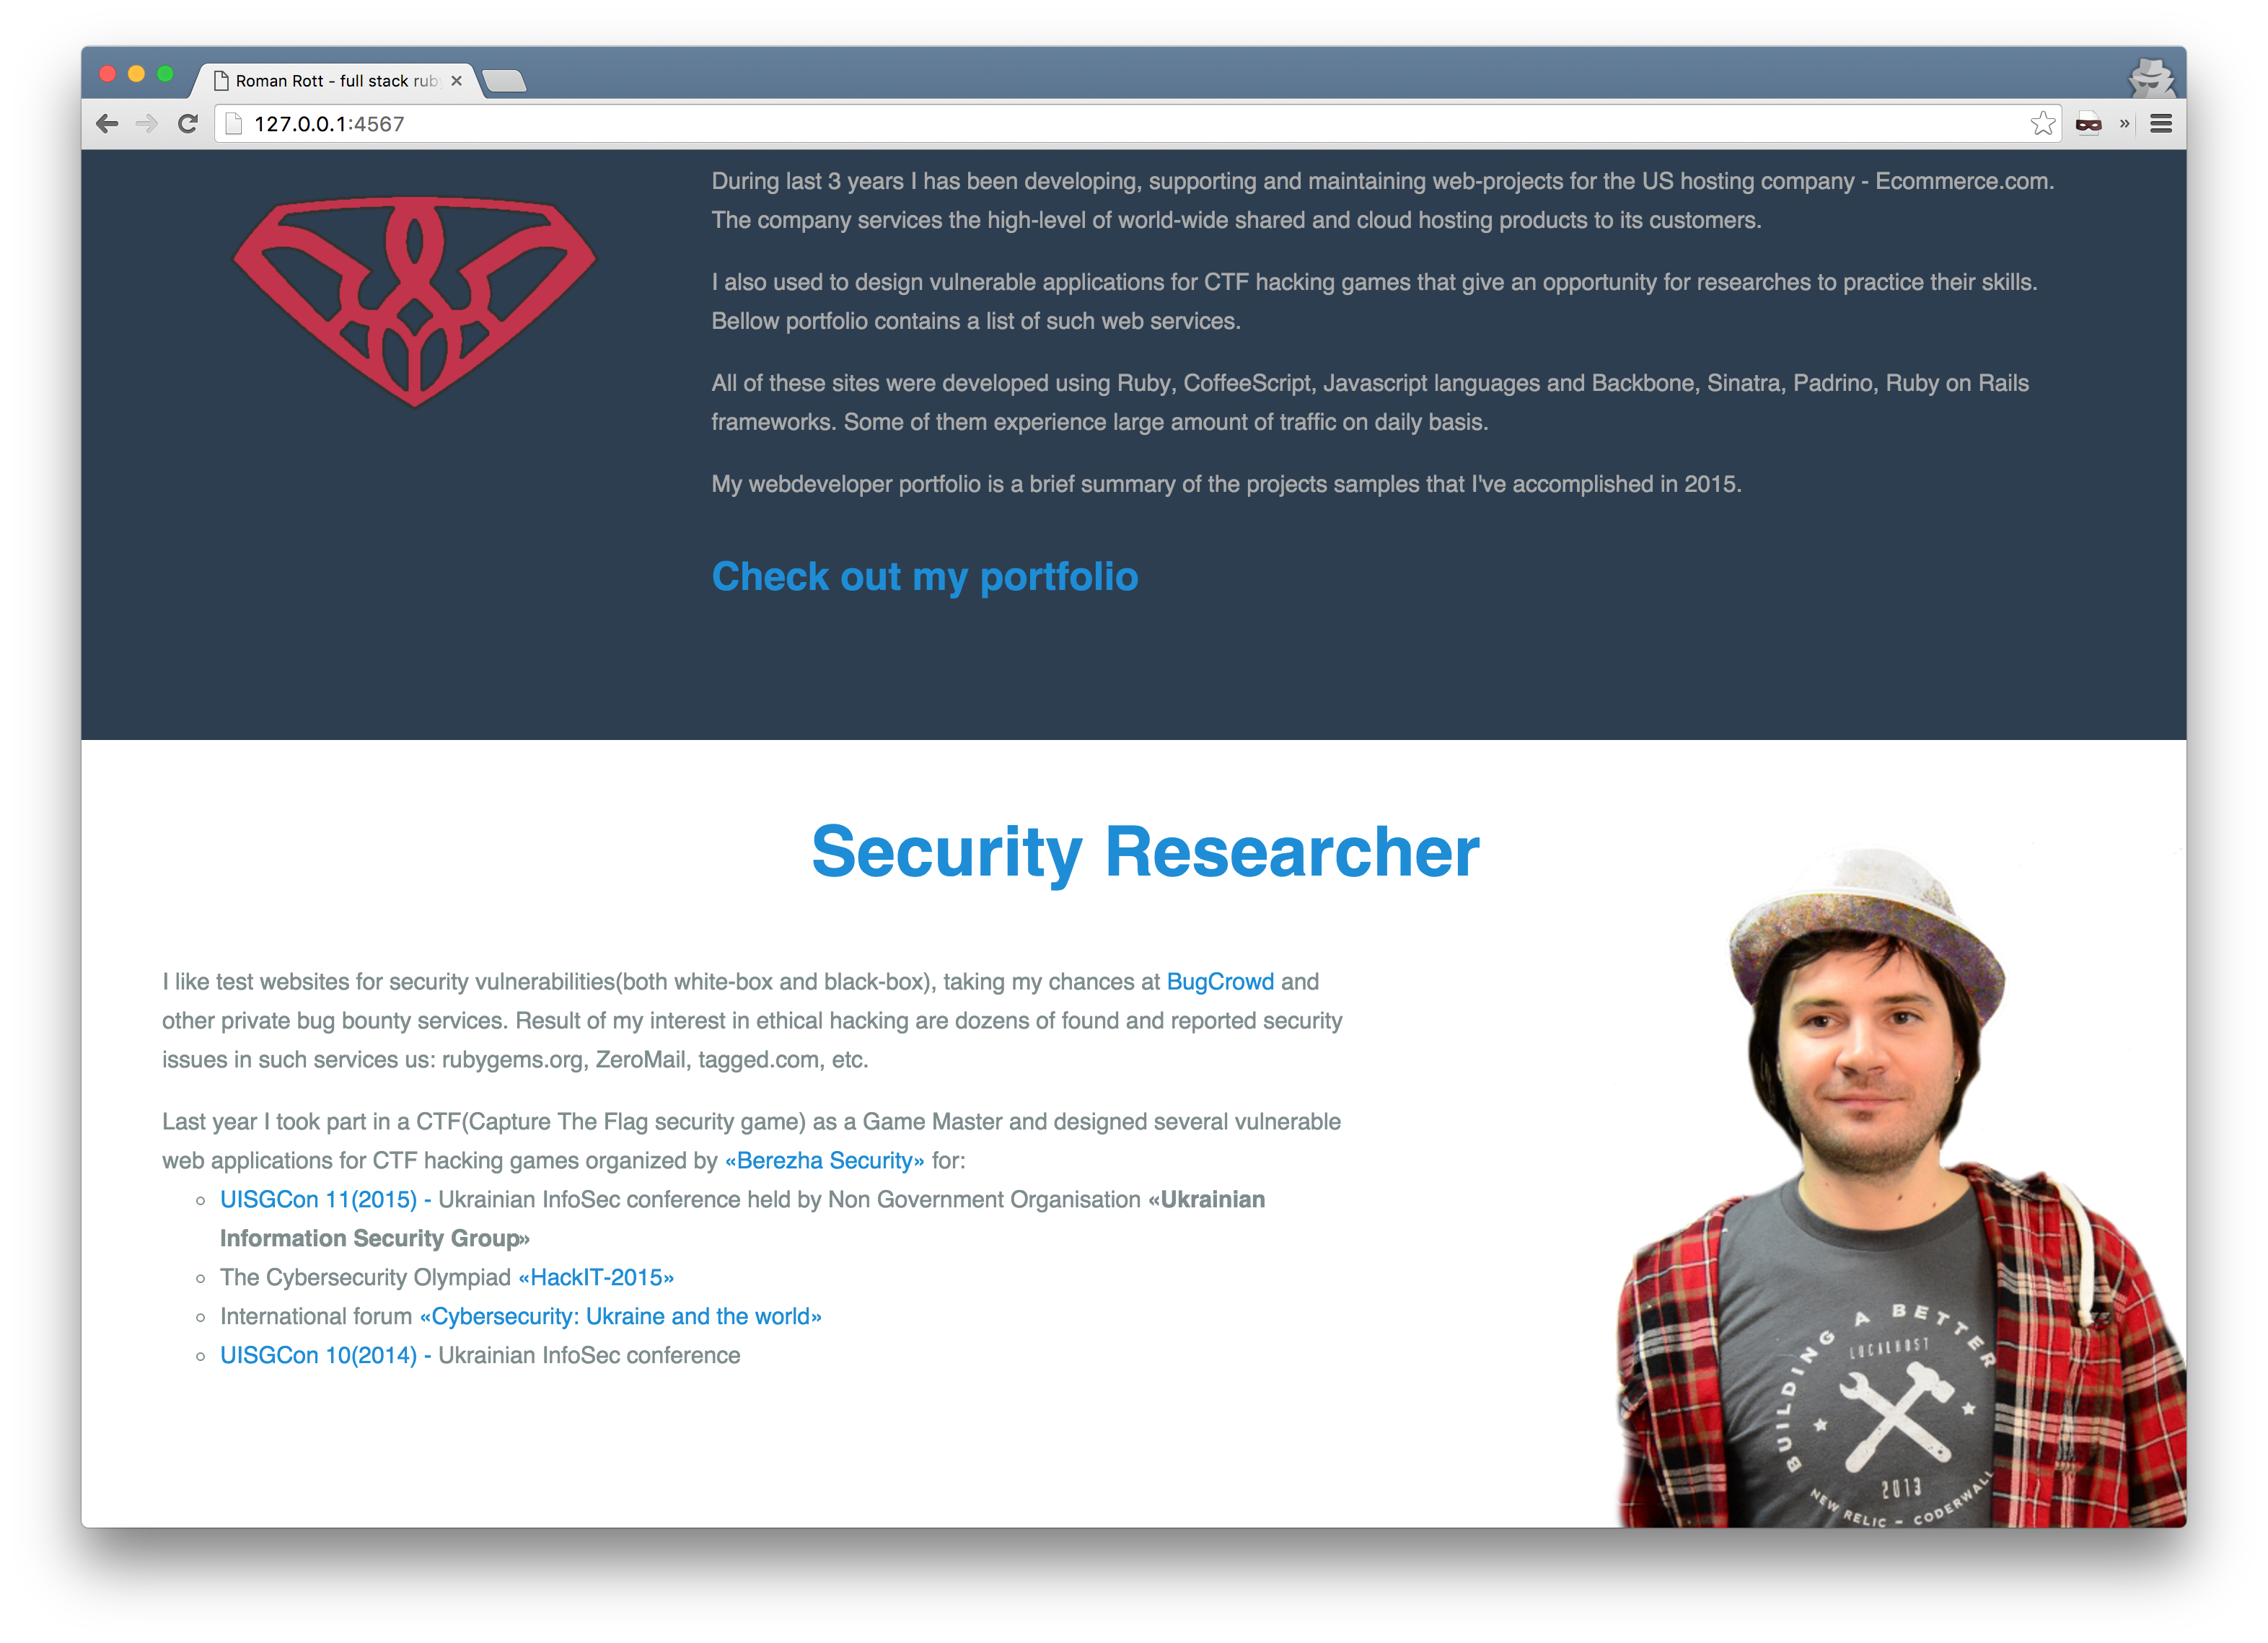 Roman Rott - full stack rub
127.0.0.1:4567
»
During last 3 years I has been developing, supporting and maintaining web-projects for the US hosting company - Ecommerce.com.
The company services the high-level of world-wide shared and cloud hosting products to its customers.
I also used to design vulnerable applications for CTF hacking games that give an opportunity for researches to practice their skills.
Bellow portfolio contains a list of such web services.
All of these sites were developed using Ruby, CoffeeScript, Javascript languages and Backbone, Sinatra, Padrino, Ruby on Rails
frameworks. Some of them experience large amount of traffic on daily basis.
My webdeveloper portfolio is a brief summary of the projects samples that I've accomplished in 2015.
Check out my portfolio
Security Researcher
I like test websites for security vulnerabilities(both white-box and black-box), taking my chances at BugCrowd and
other private bug bounty services. Result of my interest in ethical hacking are dozens of found and reported security
issues in such services us: rubygems.org, ZeroMail, tagged.com, etc.
Last year I took part in a CTF(Capture The Flag security game) as a Game Master and designed several vulnerable
web applications for CTF hacking games organized by «Berezha Security» for:
UISGCon 11(2015) - Ukrainian InfoSec conference held by Non Government Organisation «Ukrainian
Information Security Group»
The Cybersecurity Olympiad «HackIT-2015»
International forum «Cybersecurity: Ukraine and the world»
UISGCon 10(2014) - Ukrainian InfoSec conference
BUILDING A BETTER
LOCALHOST
2013
NEW RELIC - CODERWALL